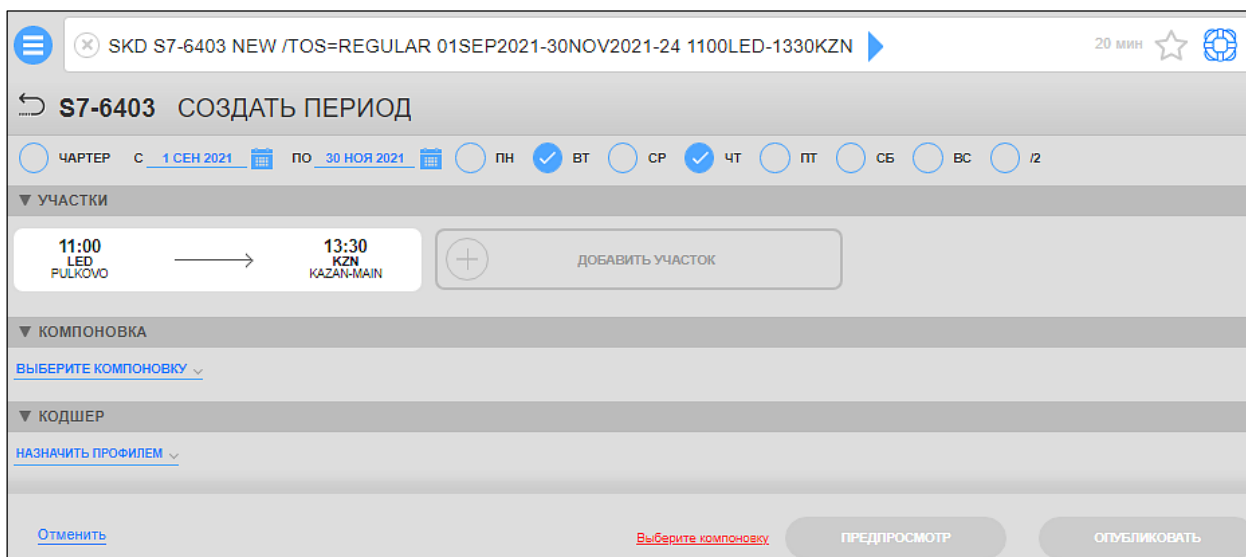 SKD S7-6403 NEW /TOS=REGULAR 01SEP2021-30NOV2021-24 1100LED-1330KZN 20 мин
S7-6403 СОЗДАТЬ ПЕРИОД
ЧАРТЕР С 1 СЕН 2021 ПО 30 НОЯ 2021 ПН ВТ СР ЧТ ПТ СБ ВС /2
УЧАСТКИ
11:00 13:30
LED KZN
PULKOVO KAZAN-MAIN
ДОБАВИТЬ УЧАСТОК
КОМПОНОВКА
ВЫБЕРИТЕ КОМПОНОВКУ
КОДШЕР
НАЗНАЧИТЬ ПРОФИЛЕМ
Отменить Выберите компоновку ПРЕДПРОСМОТР ОПУБЛИКОВАТЬ